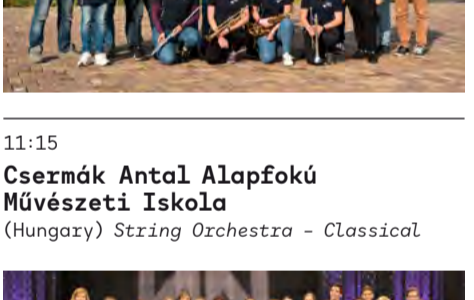 11:15
Csermák Antal Alapfokú
Művészeti Iskola
(Hungary) String Orchestra – Classical